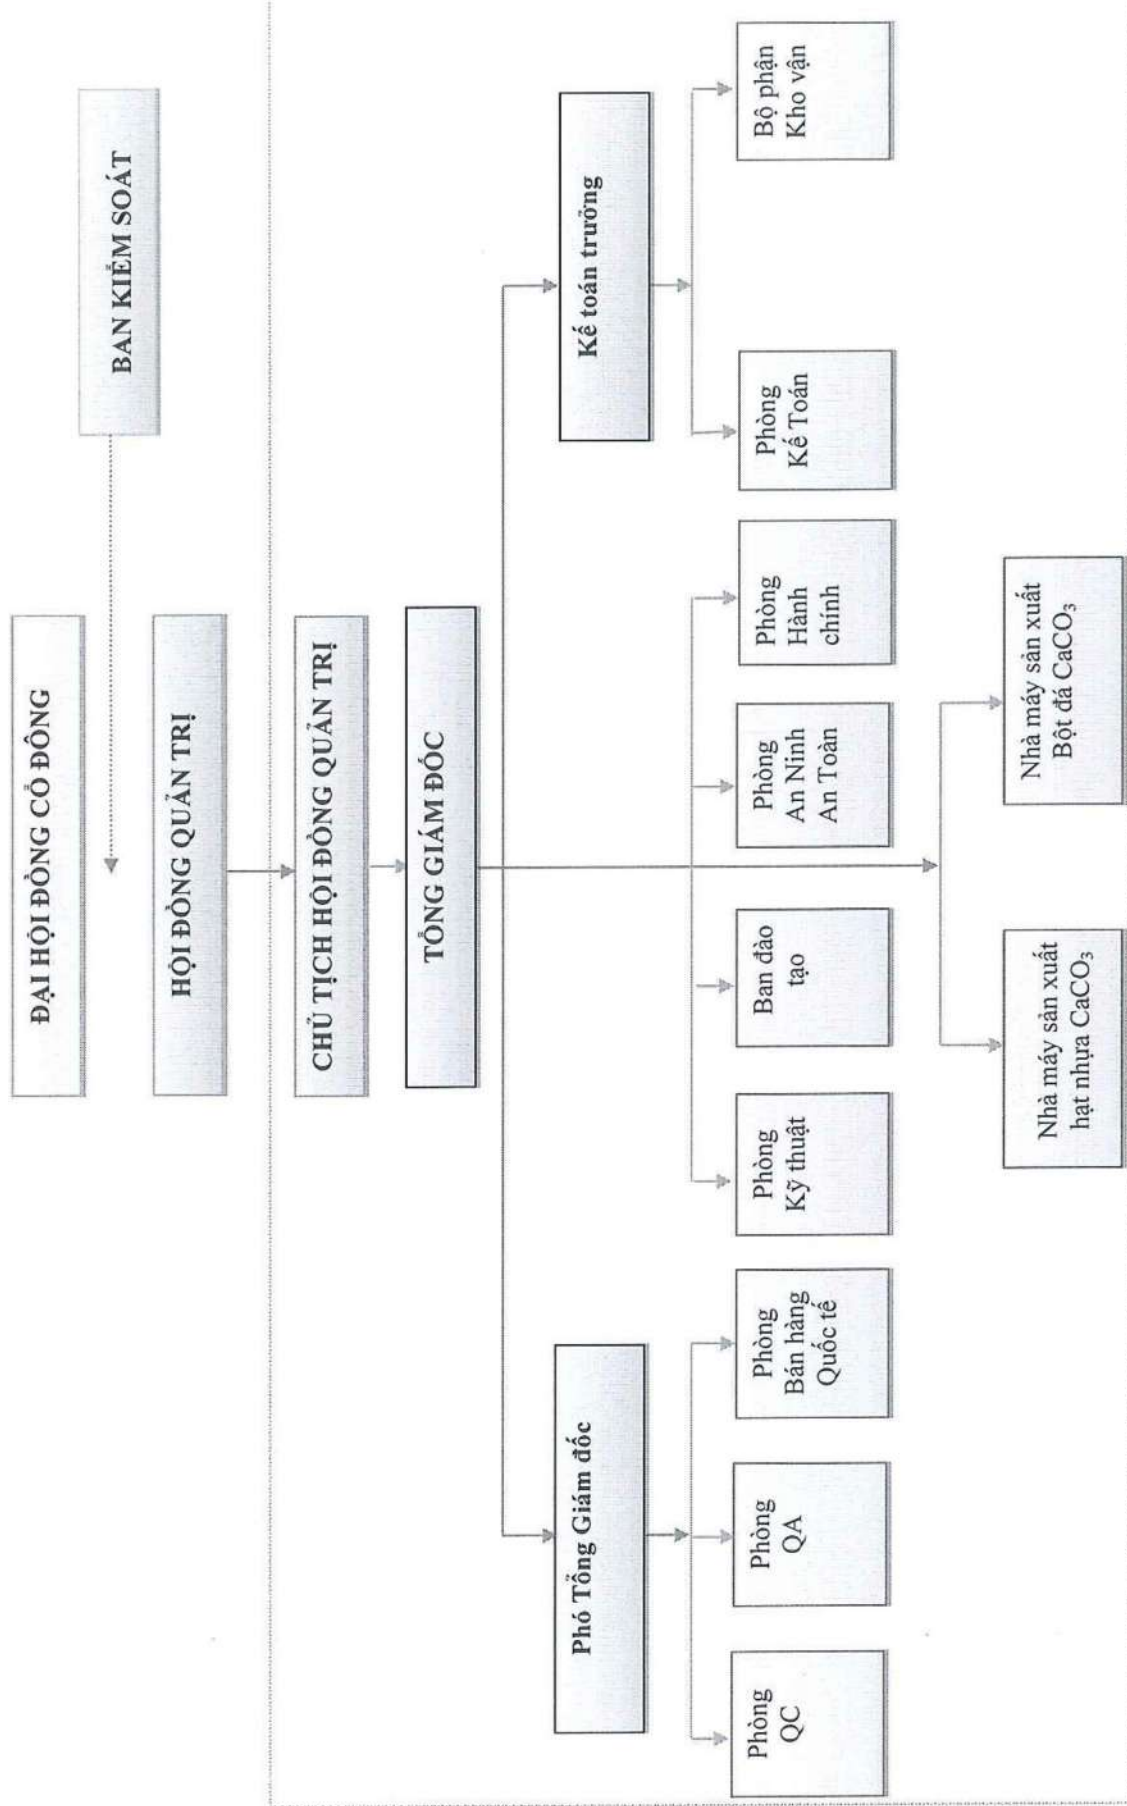 ĐẠI HỘI ĐỒNG CỔ ĐÔNG
BAN KIỂM SOÁT
HỘI ĐỒNG QUẢN TRỊ
CHỦ TỊCH HỘI ĐỒNG QUẢN TRỊ
TỔNG GIÁM ĐỐC
Phó Tổng Giám đốc
Kế toán trưởng
Phòng
QC
Phòng
QA
Phòng
Bán hàng
Quốc tế
Phòng
Kỹ thuật
Ban đào
tạo
Phòng
An Ninh
An Toàn
Phòng
Hành
chính
Phòng
Kế Toán
Bộ phận
Kho vận
Nhà máy sản xuất
hạt nhựa CaCO₃
Nhà máy sản xuất
Bột đá CaCO₃